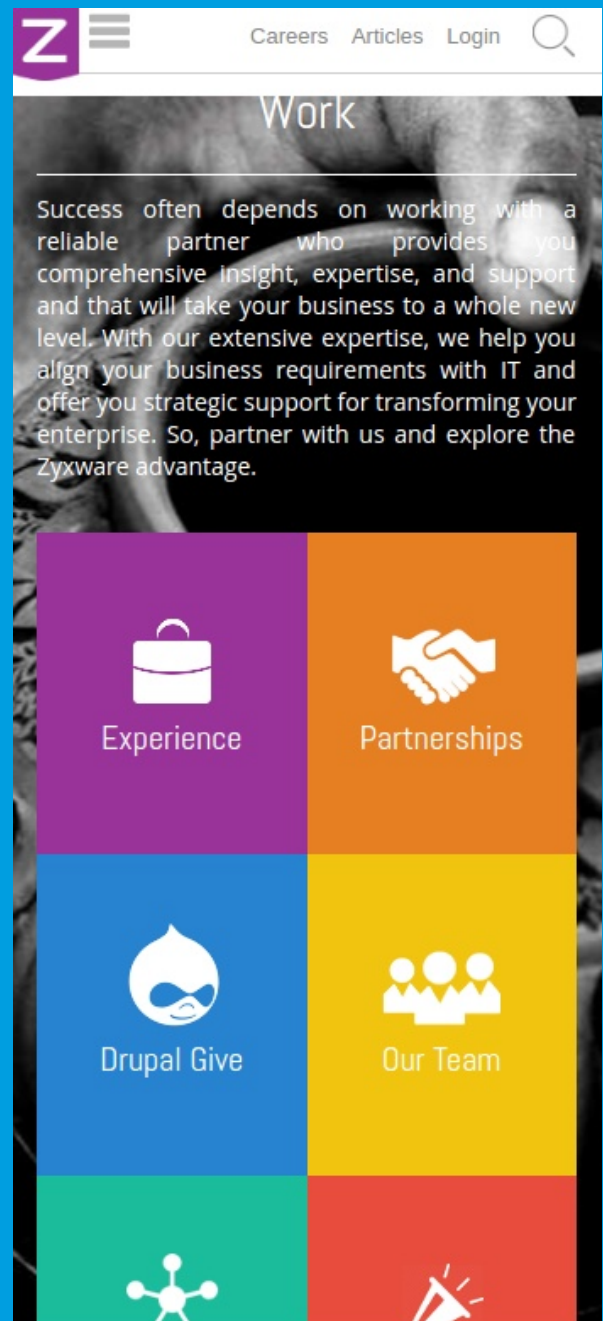 Z
Careers Articles Login
Work
Success often depends on working with a
reliable partner who provides you
comprehensive insight, expertise, and support
and that will take your business to a whole new
level. With our extensive expertise, we help you
align your business requirements with IT and
offer you strategic support for transforming your
enterprise. So, partner with us and explore the
Zyxware advantage.
Experience Partnerships
Drupal Give Our Team